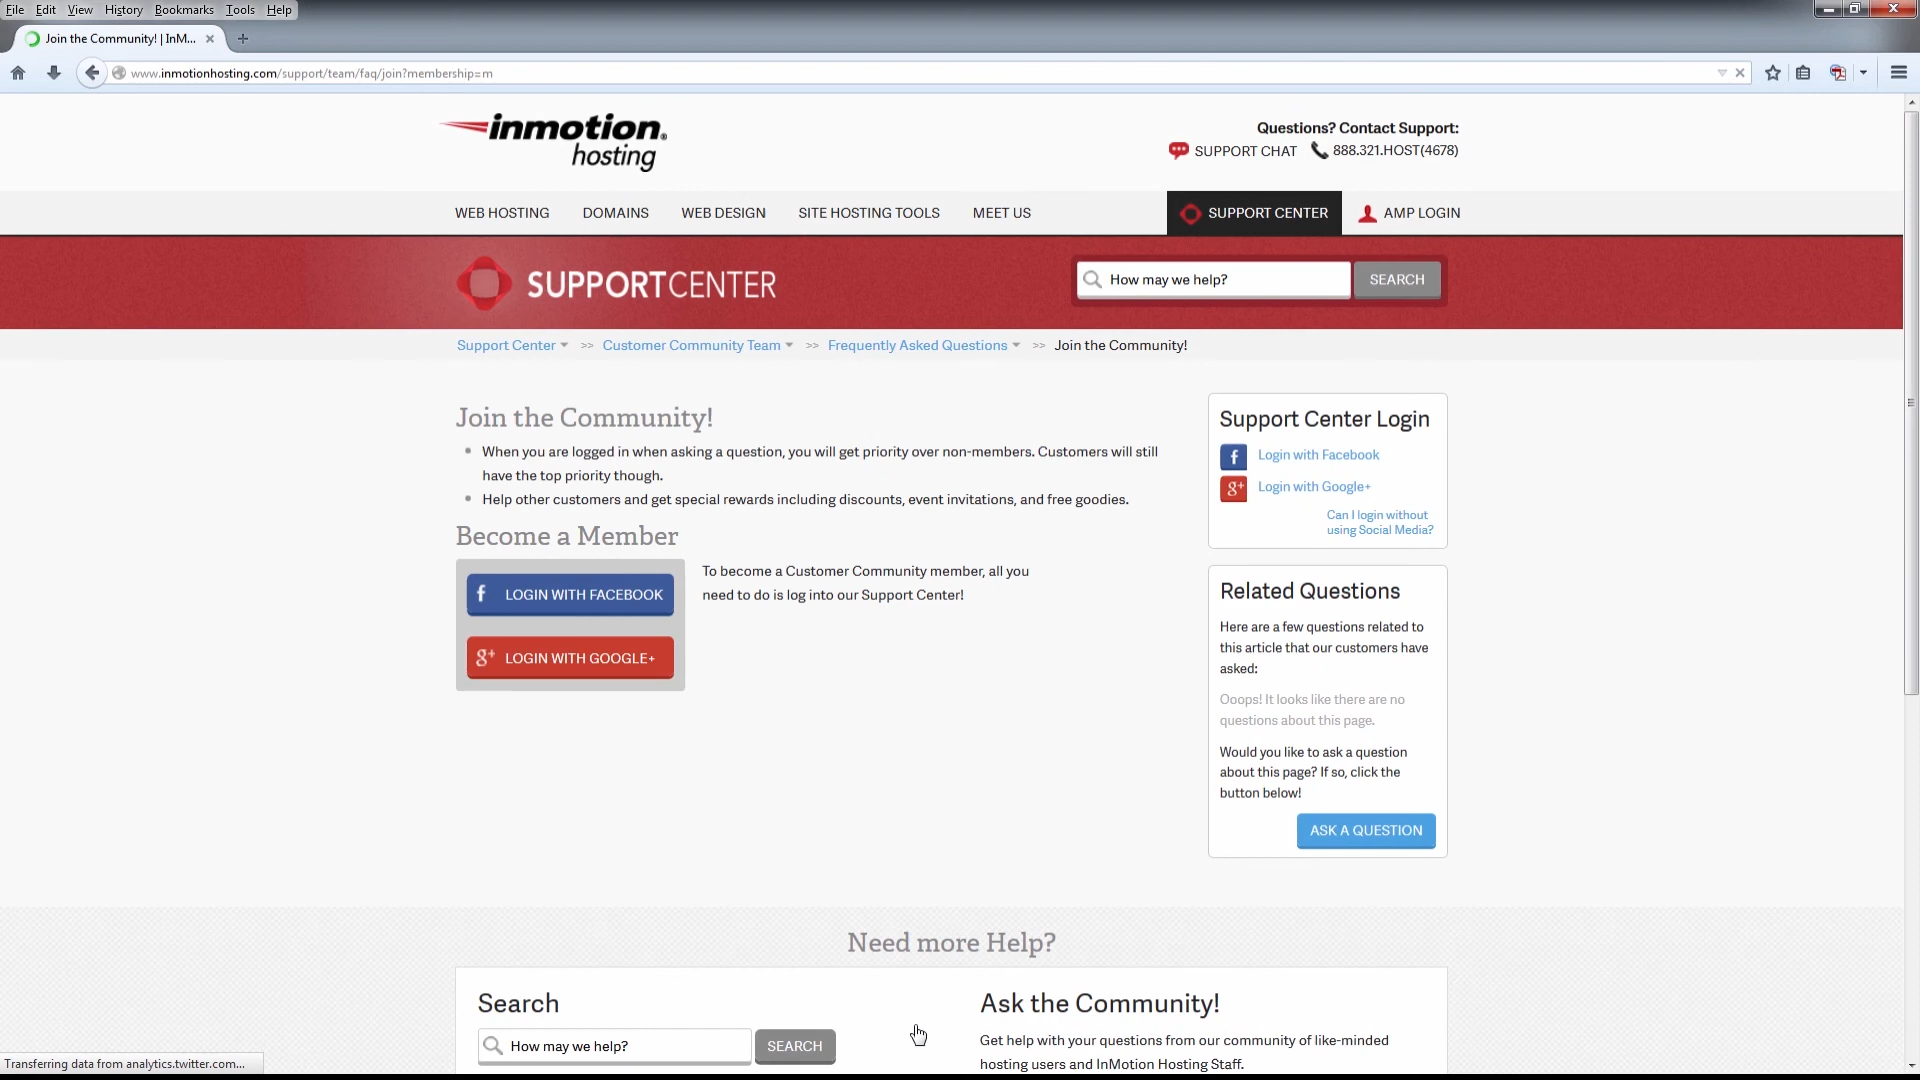 File Edit View History Bookmarks Tools Help
Join the Community! | InM...
www.inmotionhosting.com/support/team/faq/join?membership=m
inmotion®
hosting
Questions? Contact Support:
SUPPORT CHAT 888.321.HOST(4678)
WEB HOSTING DOMAINS WEB DESIGN SITE HOSTING TOOLS MEET US SUPPORT CENTER AMP LOGIN
SUPPORTCENTER
How may we help? SEARCH
Support Center >> Customer Community Team >> Frequently Asked Questions >> Join the Community!
Join the Community!
When you are logged in when asking a question, you will get priority over non-members. Customers will still
have the top priority though.
Help other customers and get special rewards including discounts, event invitations, and free goodies.
Become a Member
f LOGIN WITH FACEBOOK
g+ LOGIN WITH GOOGLE+
To become a Customer Community member, all you
need to do is log into our Support Center!
Support Center Login
f Login with Facebook
g+ Login with Google+
Can I login without
using Social Media?
Related Questions
Here are a few questions related to
this article that our customers have
asked:
Ooops! It looks like there are no
questions about this page.
Would you like to ask a question
about this page? If so, click the
button below!
ASK A QUESTION
Need more Help?
Search
How may we help? SEARCH
Ask the Community!
Get help with your questions from our community of like-minded
hosting users and InMotion Hosting Staff.
Transferring data from analytics.twitter.com...